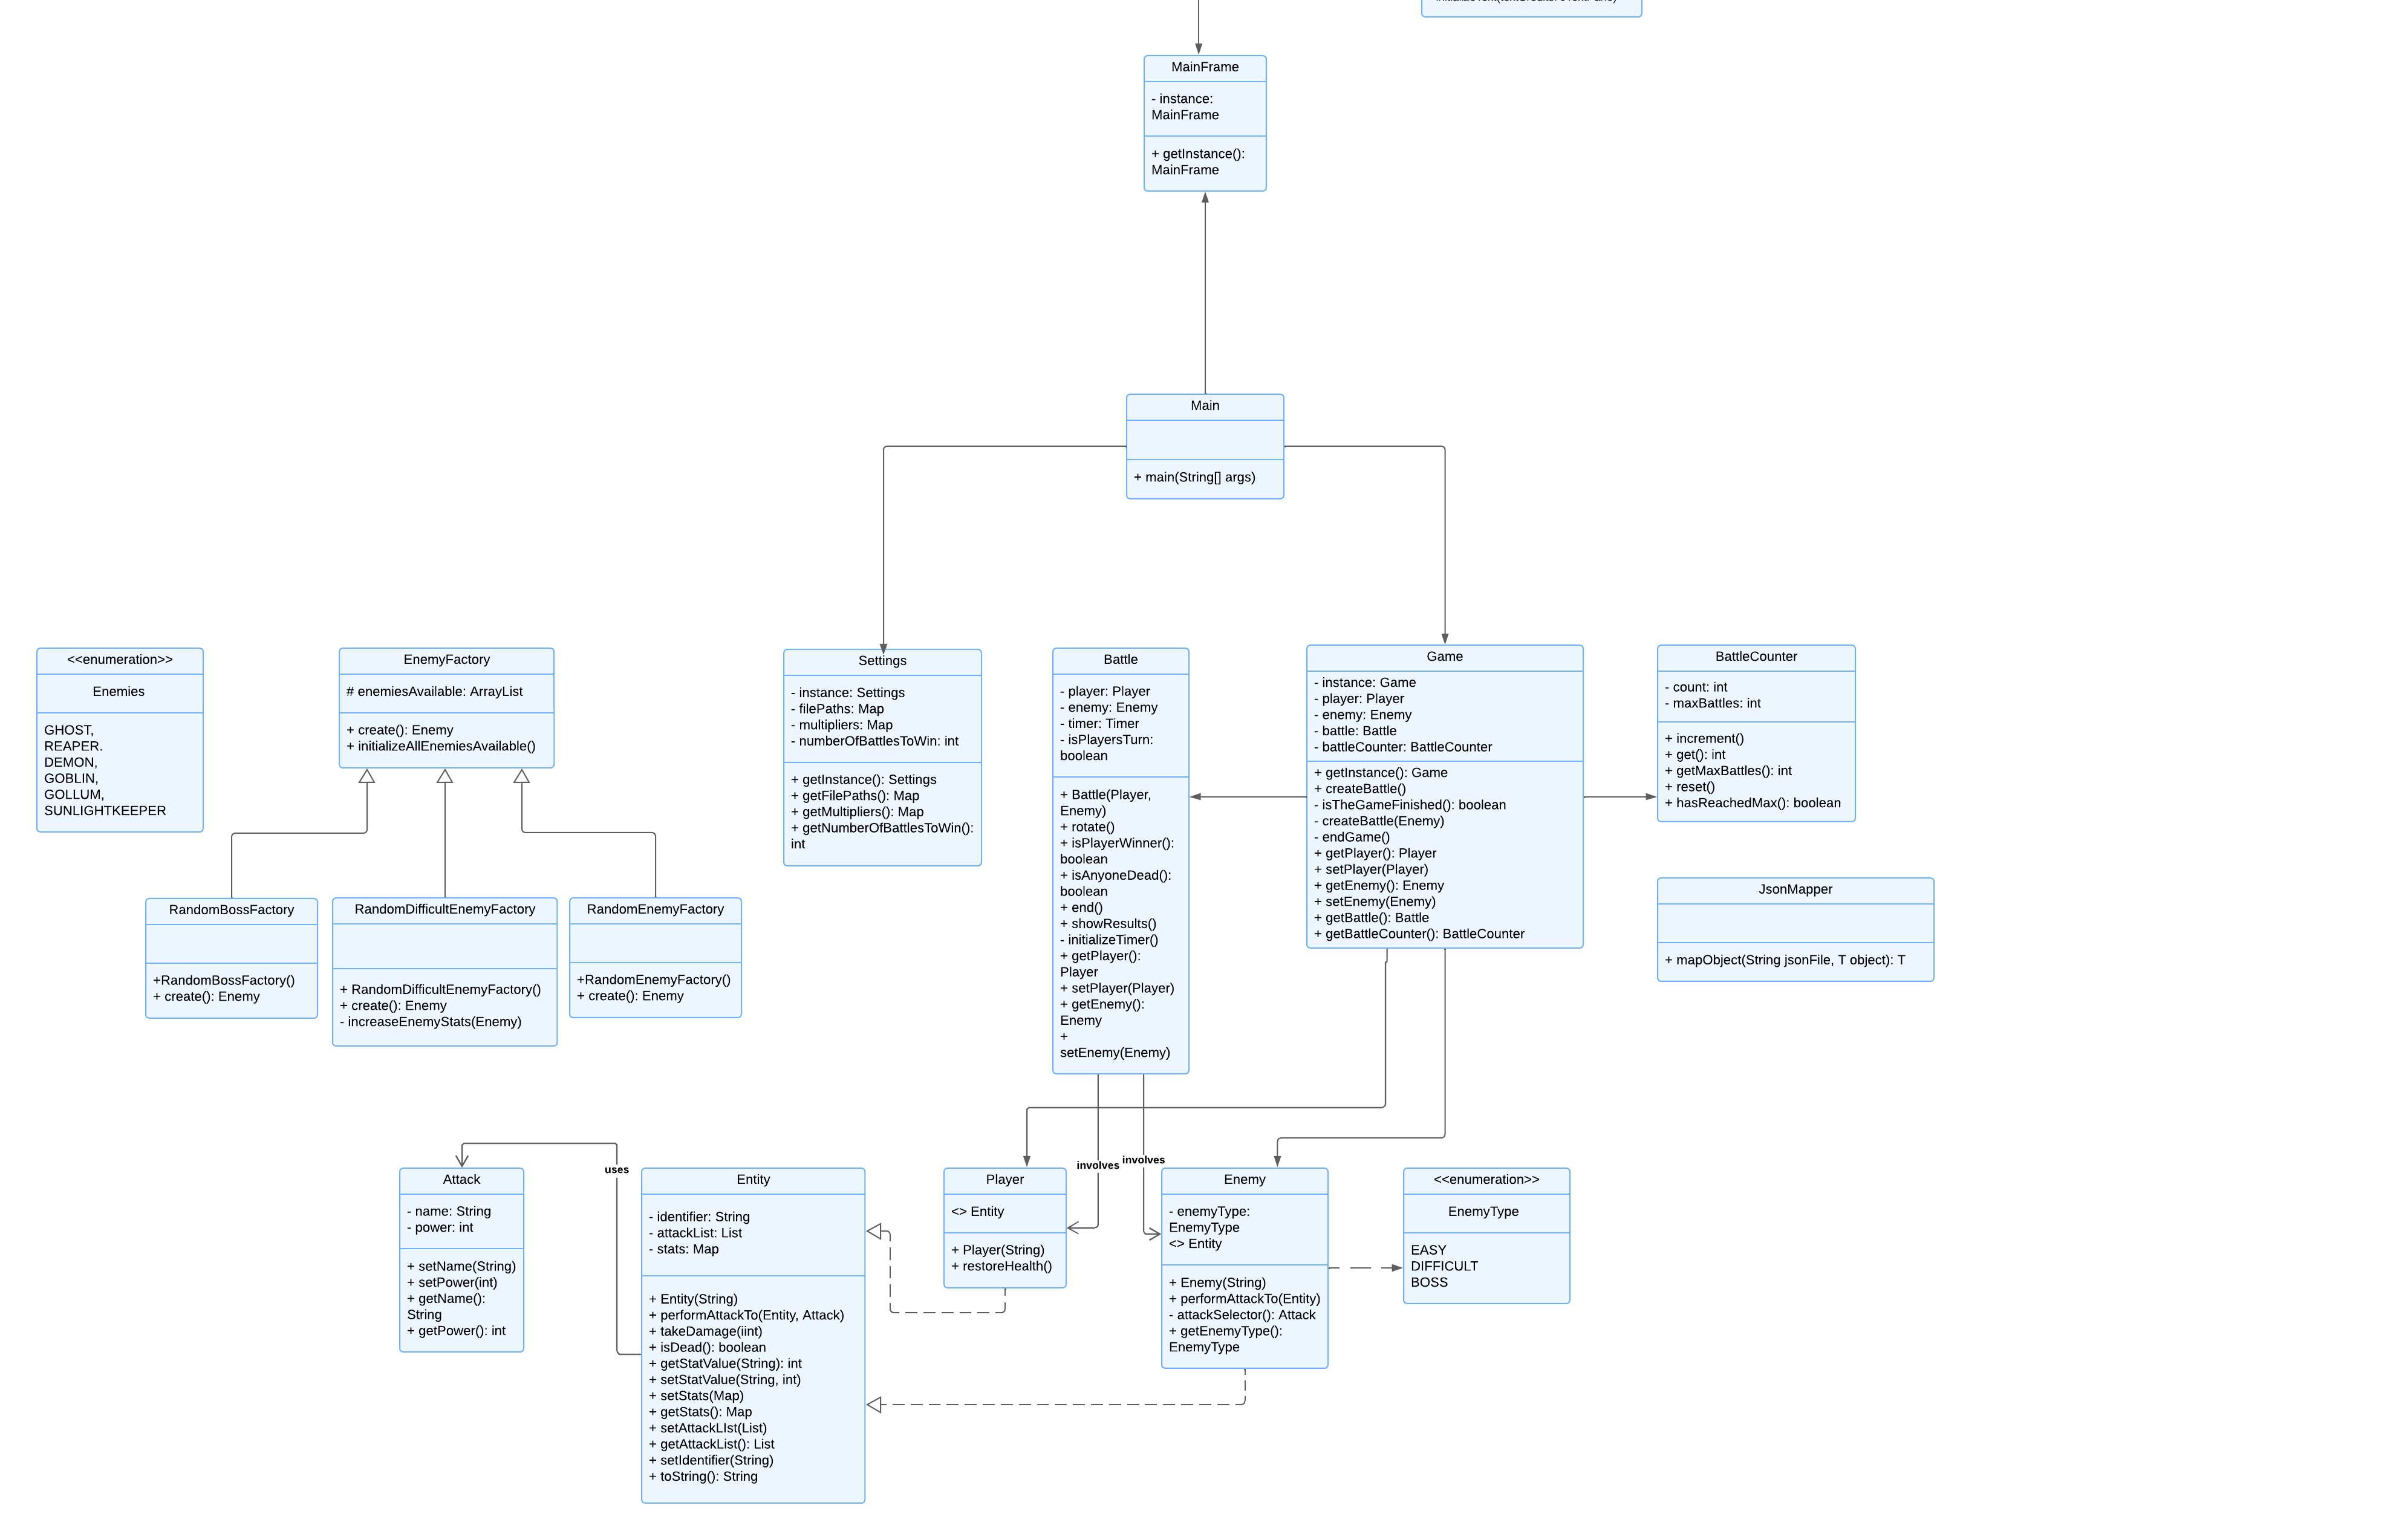 MainFrame
- instance:
MainFrame
+ getInstance():
MainFrame
Main
+ main(String[] args)
<<enumeration>>
Enemies
GHOST,
REAPER.
DEMON,
GOBLIN,
GOLLUM,
SUNLIGHTKEEPER
EnemyFactory
# enemiesAvailable: ArrayList
+ create(): Enemy
+ initializeAllEnemiesAvailable()
Settings
- instance: Settings
- filePaths: Map
- multipliers: Map
- numberOfBattlesToWin: int
+ getInstance(): Settings
+ getFilePaths(): Map
+ getMultipliers(): Map
+ getNumberOfBattlesToWin():
int
Battle
- player: Player
- enemy: Enemy
- timer: Timer
- isPlayersTurn:
boolean
+ Battle(Player,
Enemy)
+ rotate()
+ isPlayerWinner():
boolean
+ isAnyoneDead():
boolean
+ end()
+ showResults()
- initializeTimer()
+ getPlayer():
Player
+ setPlayer(Player)
+ getEnemy():
Enemy
+
setEnemy(Enemy)
Game
- instance: Game
- player: Player
- enemy: Enemy
- battle: Battle
- battleCounter: BattleCounter
+ getInstance(): Game
+ createBattle()
- isTheGameFinished(): boolean
- createBattle(Enemy)
- endGame()
+ getPlayer(): Player
+ setPlayer(Player)
+ getEnemy(): Enemy
+ setEnemy(Enemy)
+ getBattle(): Battle
+ getBattleCounter(): BattleCounter
BattleCounter
- count: int
- maxBattles: int
+ increment()
+ get(): int
+ getMaxBattles(): int
+ reset()
+ hasReachedMax(): boolean
JsonMapper
+ mapObject(String jsonFile, T object): T
RandomBossFactory
+RandomBossFactory()
+ create(): Enemy
RandomDifficultEnemyFactory
+ RandomDifficultEnemyFactory()
+ create(): Enemy
- increaseEnemyStats(Enemy)
RandomEnemyFactory
+RandomEnemyFactory()
+ create(): Enemy
uses
involves
involves
Attack
- name: String
- power: int
+ setName(String)
+ setPower(int)
+ getName():
String
+ getPower(): int
Entity
- identifier: String
- attackList: List
- stats: Map
+ Entity(String)
+ performAttackTo(Entity, Attack)
+ takeDamage(iint)
+ isDead(): boolean
+ getStatValue(String): int
+ setStatValue(String, int)
+ setStats(Map)
+ getStats(): Map
+ setAttackLIst(List)
+ getAttackList(): List
+ setIdentifier(String)
+ toString(): String
Player
<> Entity
+ Player(String)
+ restoreHealth()
Enemy
- enemyType:
EnemyType
<> Entity
+ Enemy(String)
+ performAttackTo(Entity)
- attackSelector(): Attack
+ getEnemyType():
EnemyType
<<enumeration>>
EnemyType
EASY
DIFFICULT
BOSS